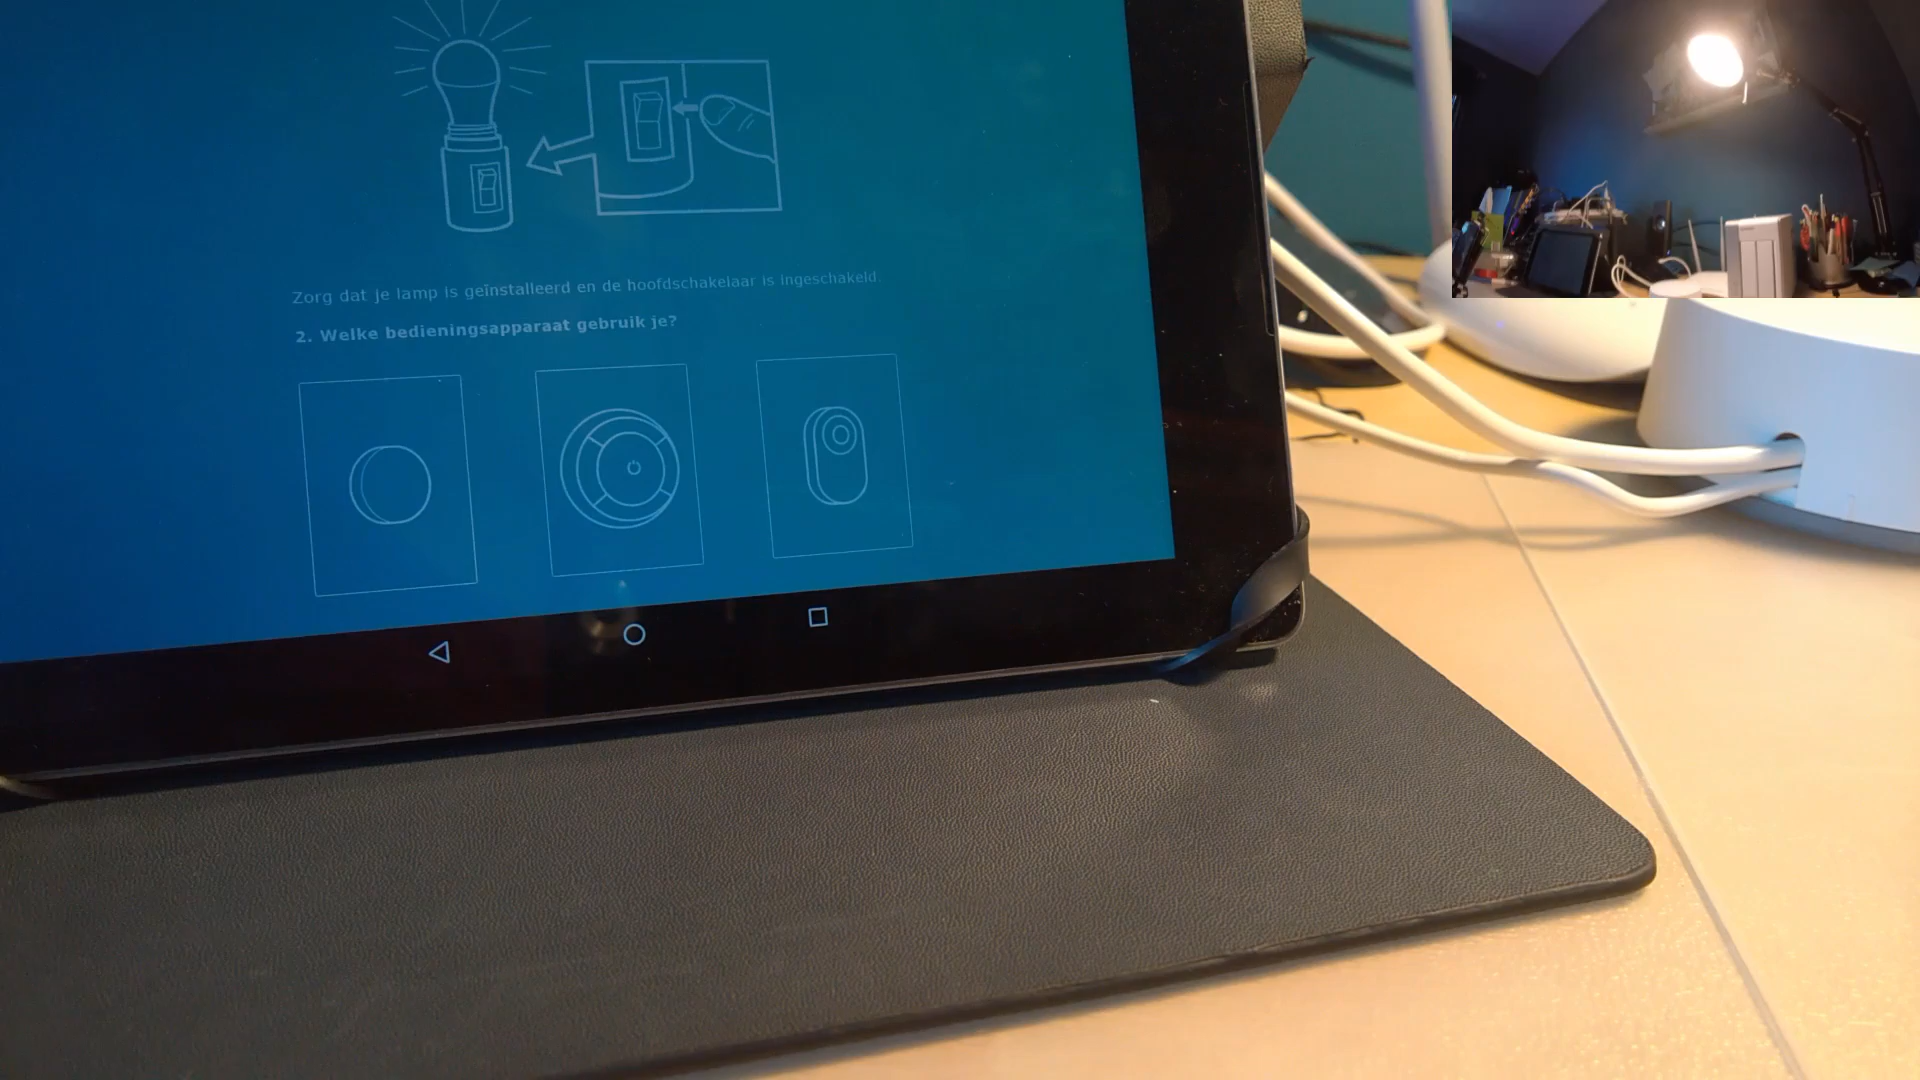 Zorg dat je lamp is geïnstalleerd en de hoofdschakelaar is ingeschakeld.
2. Welke bedieningsapparaat gebruik je?